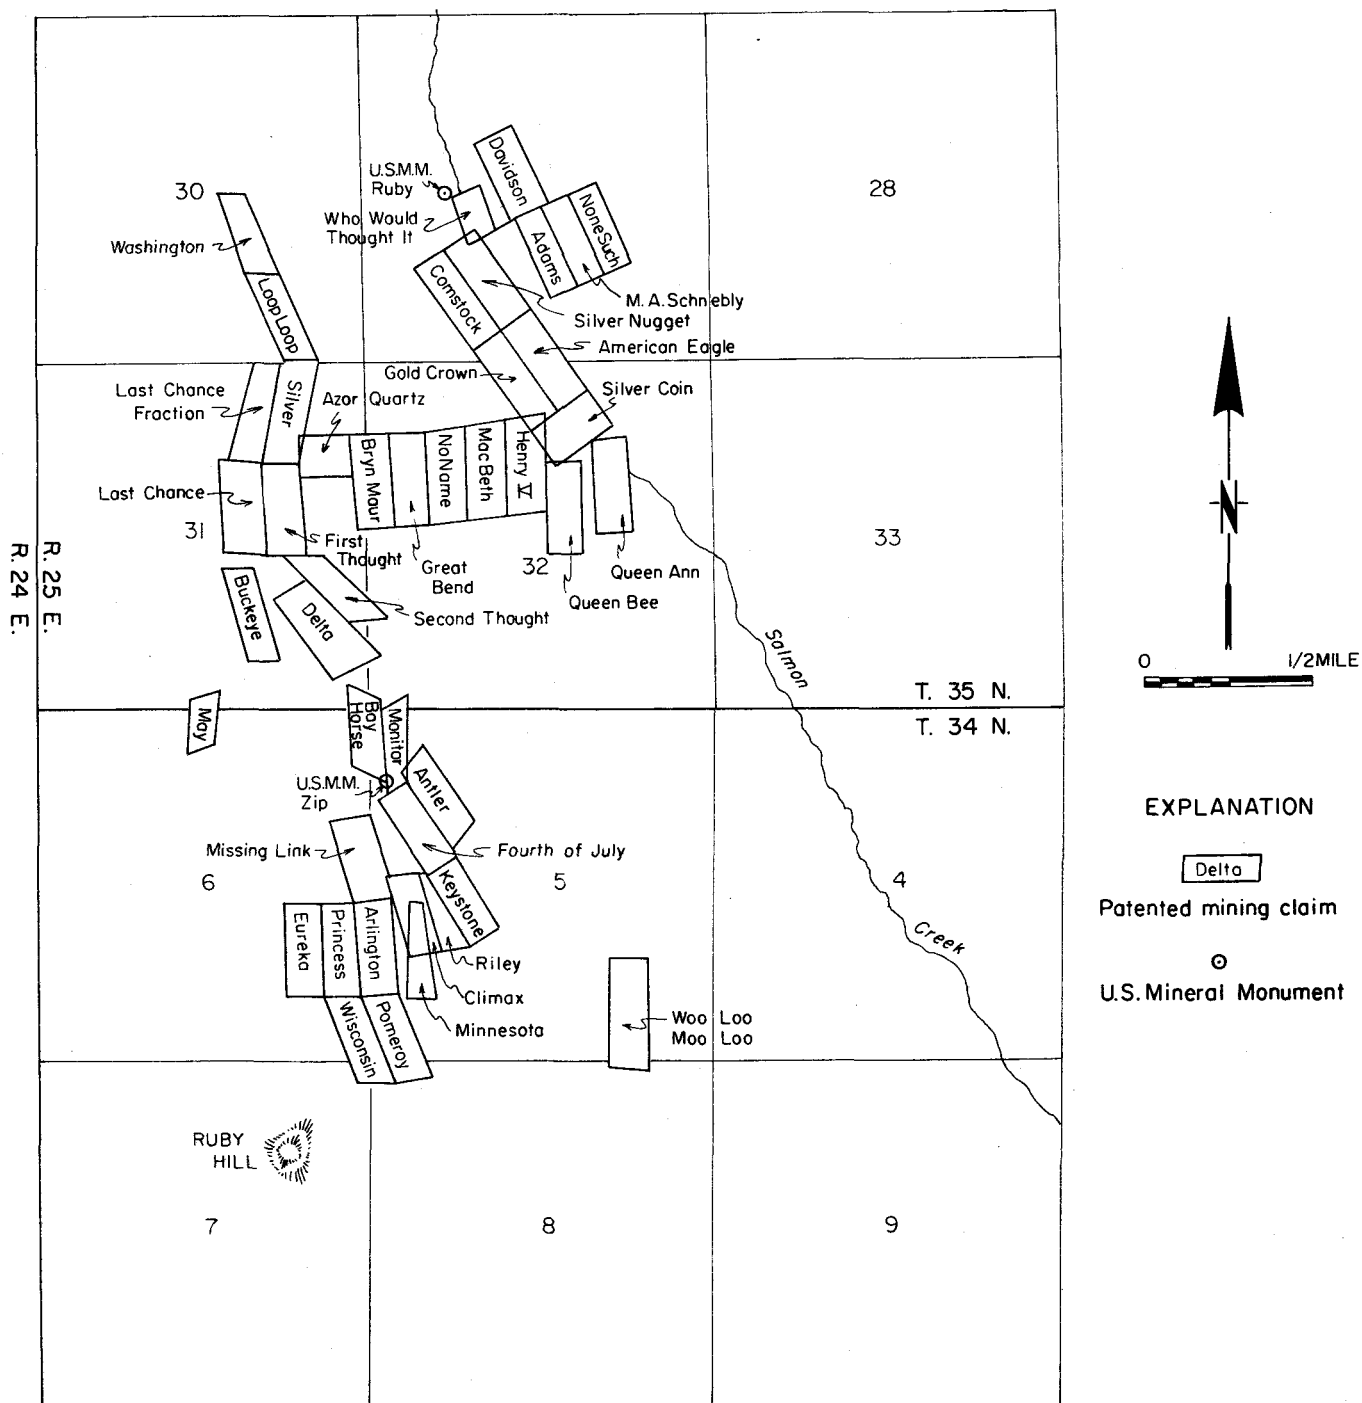 U.S.M.M.
Ruby
Davidson
30
28
Who Would
Thought It
NoneSuch
Adams
Washington
Comstock
M. A. Schniebly
Silver Nugget
Loop Loop
American Eagle
Gold Crown
Last Chance
Fraction
Silver
Azor Quartz
Silver Coin
Bryn Maur
NoName
MacBeth
Henry V
Last Chance
31
First
Thought
Great
Bend
32
33
Queen Ann
Queen Bee
R. 25 E.
R. 24 E.
Buckeye
Delta
Second Thought
Salmon
N
0 1/2 MILE
T. 35 N.
T. 34 N.
May
Bay
Horse
Monitor
U.S.M.M.
Zip
Antler
EXPLANATION
Missing Link
Fourth of July
6
5
4
Keystone
Delta
Patented mining claim
Eureka
Princess
Arlington
Creek
Riley
Climax
Minnesota
U.S. Mineral Monument
Woo Loo
Moo Loo
Wisconsin
Pomeroy
RUBY
HILL
7
8
9